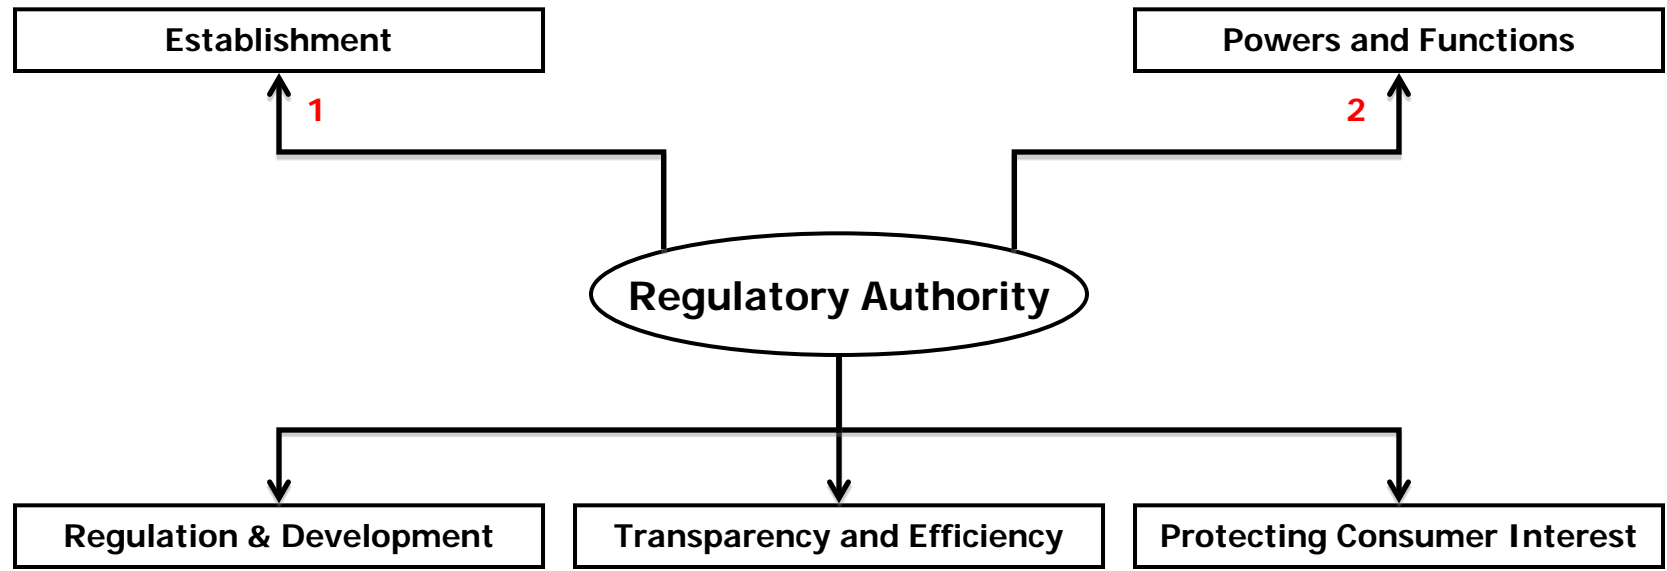 Establishment
Powers and Functions
1
2
Regulatory Authority
Regulation & Development
Transparency and Efficiency
Protecting Consumer Interest